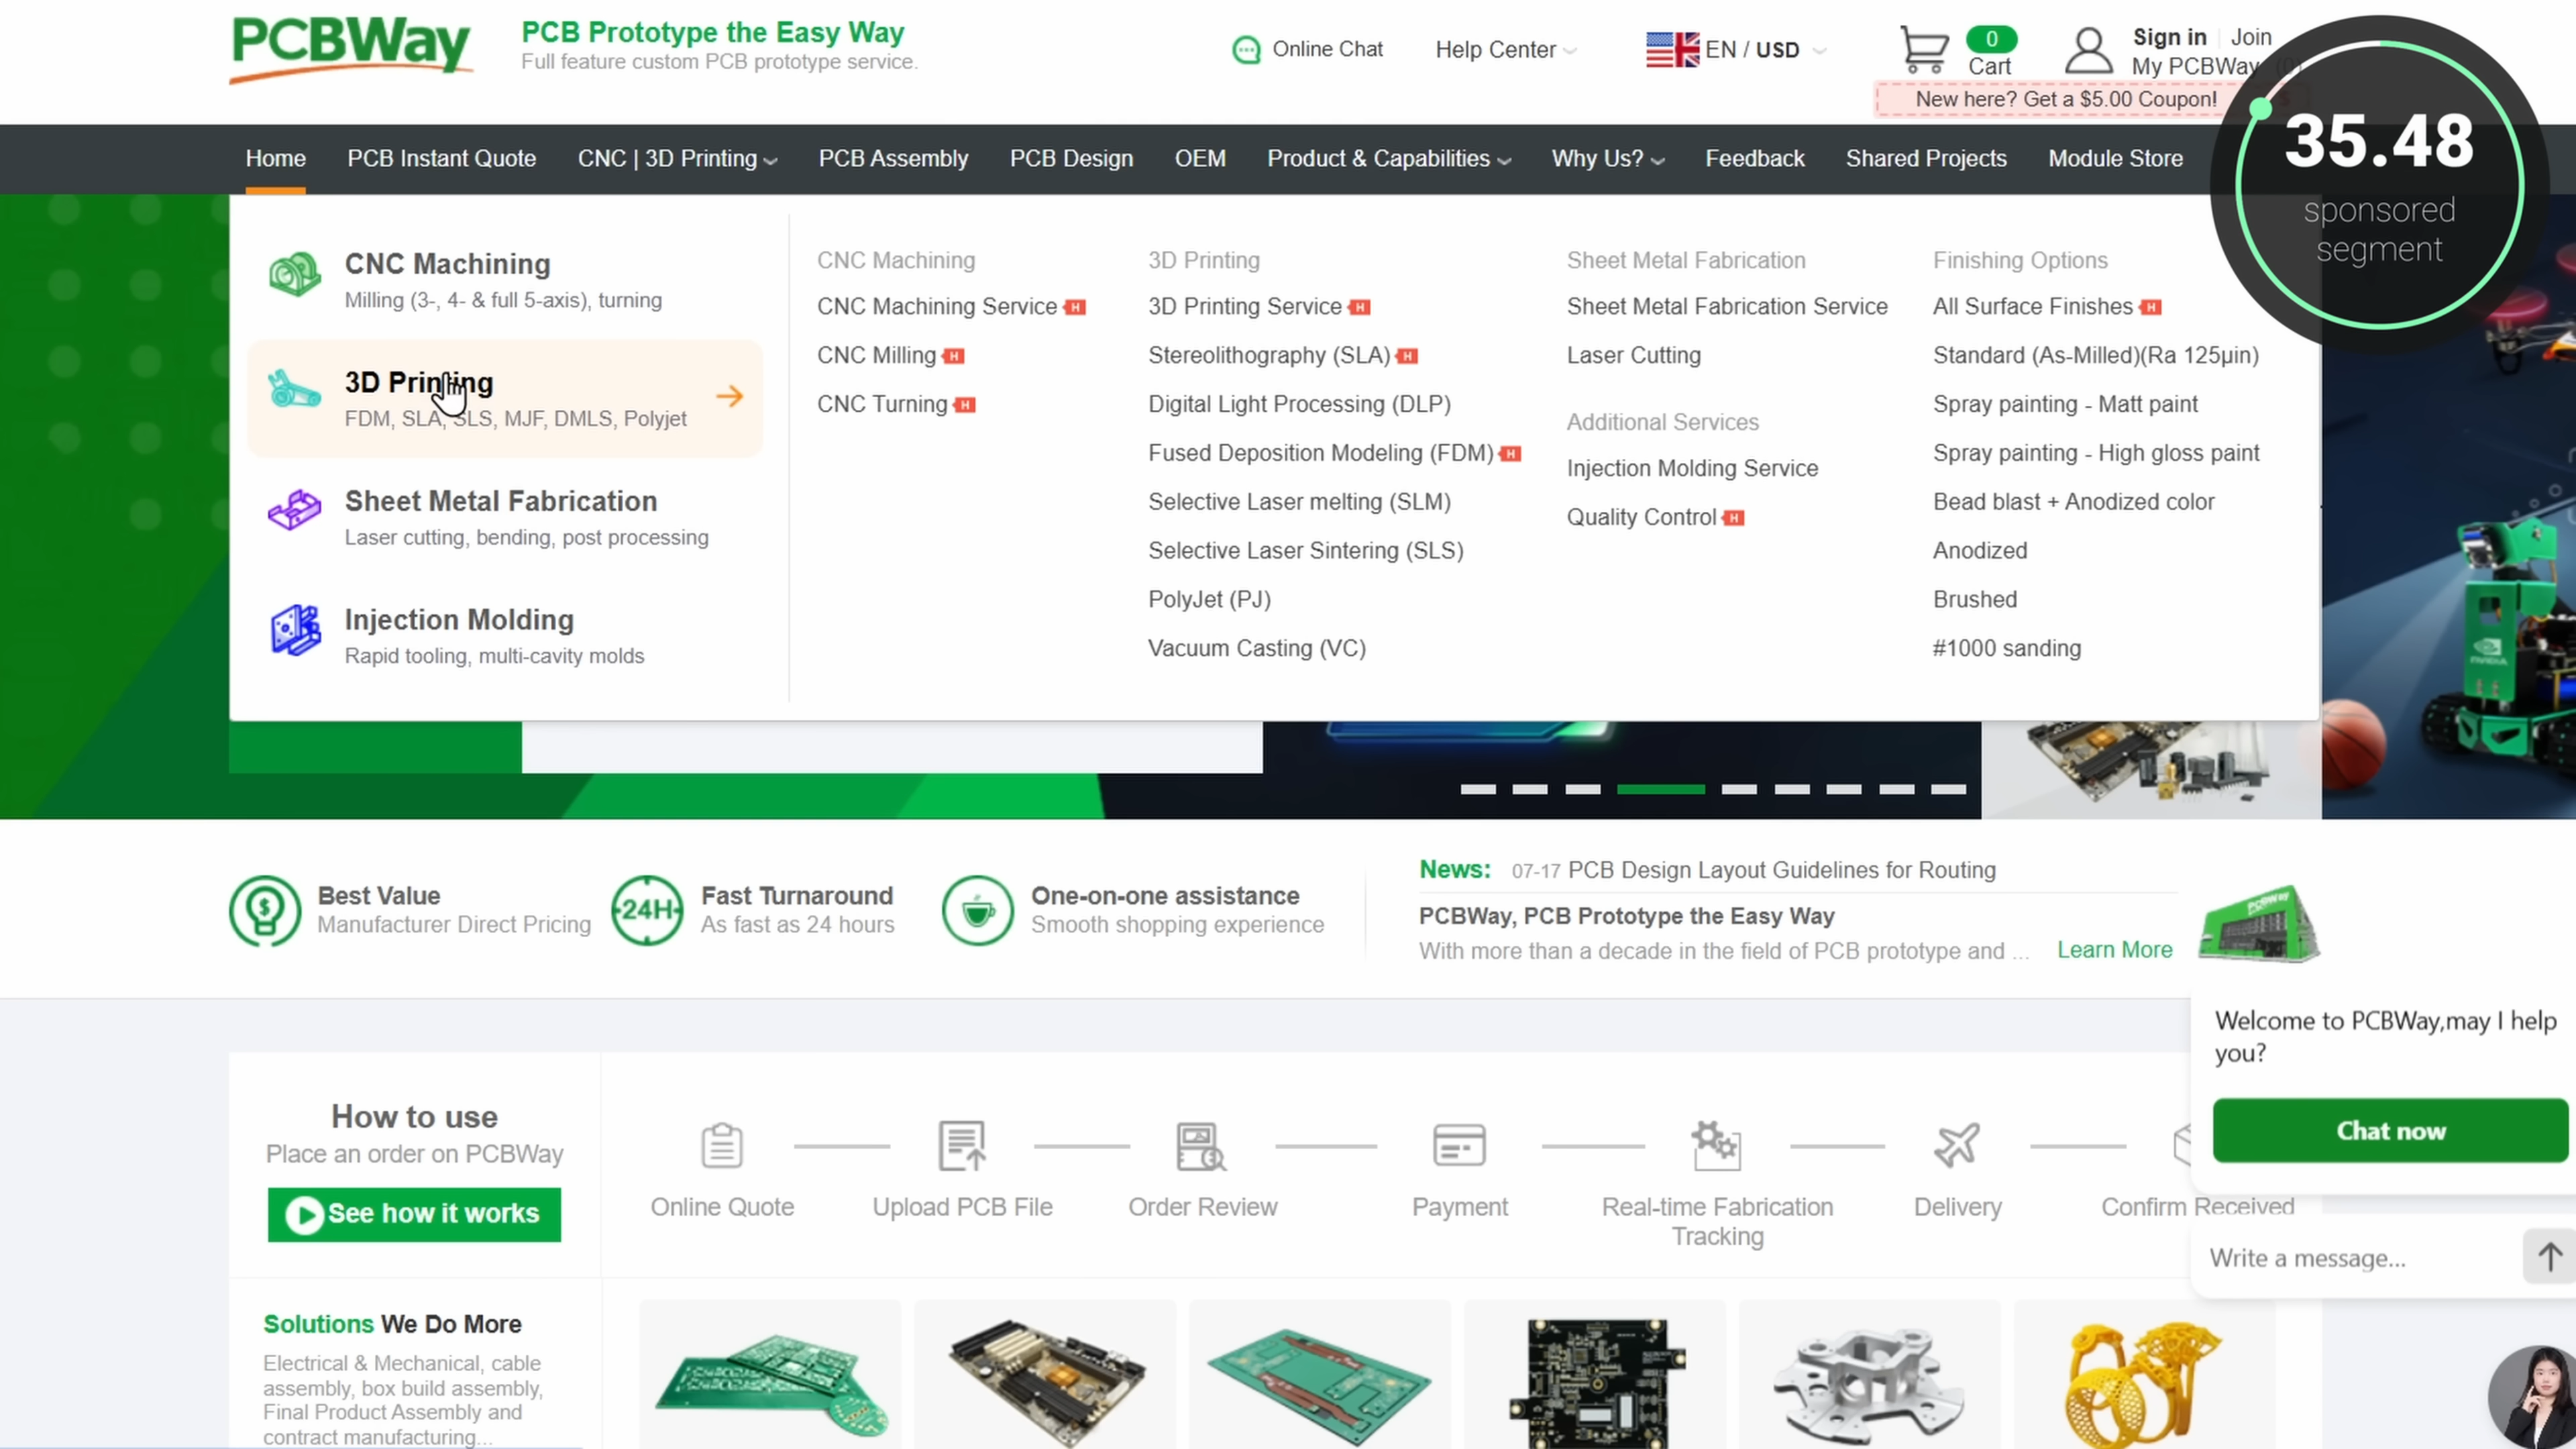 PCBWay
PCB Prototype the Easy Way
Full feature custom PCB prototype service.
Online Chat
Help Center
EN / USD
0
Cart
Sign in Join
My PCBWay
New here? Get a $5.00 Coupon!
35.48
sponsored
segment
Home
PCB Instant Quote
CNC | 3D Printing
PCB Assembly
PCB Design
OEM
Product & Capabilities
Why Us?
Feedback
Shared Projects
Module Store
CNC Machining
Milling (3-, 4- & full 5-axis), turning
3D Printing
FDM, SLA, SLS, MJF, DMLS, Polyjet
Sheet Metal Fabrication
Laser cutting, bending, post processing
Injection Molding
Rapid tooling, multi-cavity molds
CNC Machining
CNC Machining Service H
CNC Milling H
CNC Turning H
3D Printing
3D Printing Service H
Stereolithography (SLA) H
Digital Light Processing (DLP)
Fused Deposition Modeling (FDM) H
Selective Laser melting (SLM)
Selective Laser Sintering (SLS)
PolyJet (PJ)
Vacuum Casting (VC)
Sheet Metal Fabrication
Sheet Metal Fabrication Service
Laser Cutting
Additional Services
Injection Molding Service
Quality Control H
Finishing Options
All Surface Finishes H
Standard (As-Milled)(Ra 125µin)
Spray painting - Matt paint
Spray painting - High gloss paint
Bead blast + Anodized color
Anodized
Brushed
#1000 sanding
NVIDIA
Best Value
Manufacturer Direct Pricing
24H
Fast Turnaround
As fast as 24 hours
One-on-one assistance
Smooth shopping experience
News: 07-17 PCB Design Layout Guidelines for Routing
PCBWay, PCB Prototype the Easy Way
With more than a decade in the field of PCB prototype and ... Learn More
PCBWay
Welcome to PCBWay,may I help
you?
Chat now
Write a message...
How to use
Place an order on PCBWay
See how it works
Online Quote
Upload PCB File
Order Review
Payment
Real-time Fabrication
Tracking
Delivery
Confirm Received
Solutions We Do More
Electrical & Mechanical, cable
assembly, box build assembly,
Final Product Assembly and
contract manufacturing...